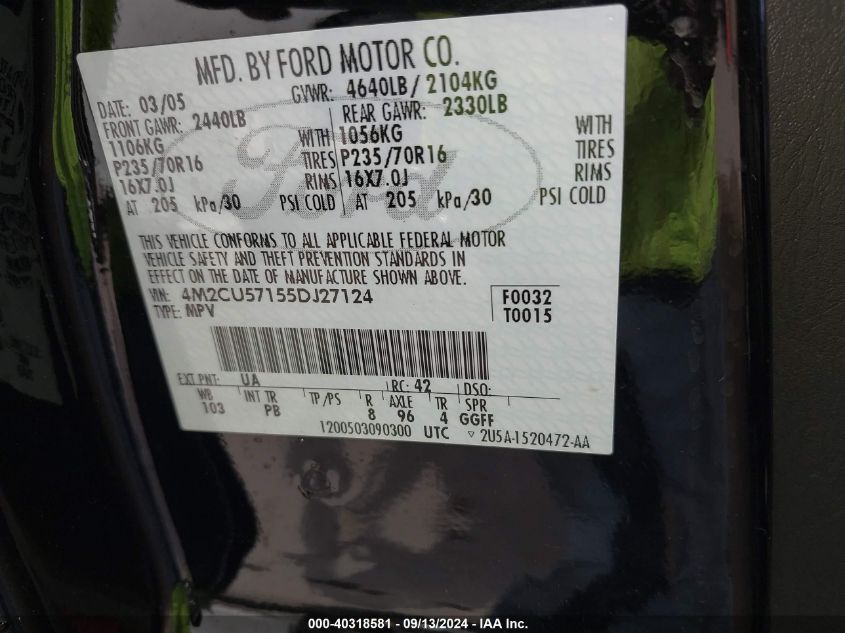 MFD. BY FORD MOTOR CO.
DATE: 03/05 GVWR: 4640LB/ 2104KG
FRONT GAWR: 2440LB REAR GAWR: 2330LB
1106KG WITH 1056KG WITH
P235/70R16 TIRES P235/70R16 TIRES
16X7.0J RIMS 16X7.0J RIMS
AT 205 kPa/30 PSI COLD AT 205 kPa/30 PSI COLD
Ford
THIS VEHICLE CONFORMS TO ALL APPLICABLE FEDERAL MOTOR
VEHICLE SAFETY AND THEFT PREVENTION STANDARDS IN
EFFECT ON THE DATE OF MANUFACTURE SHOWN ABOVE.
VIN: 4M2CU57155DJ27124 F0032
TYPE: MPV T0015
EXT PNT: UA RC: 42 DSO:
WB INT TR TP/PS R AXLE TR SPR
103 PB 8 96 4 GGFF
1200503090300 UTC ▽ 2U5A-1520472-AA
000-40318581 - 09/13/2024 - IAA Inc.